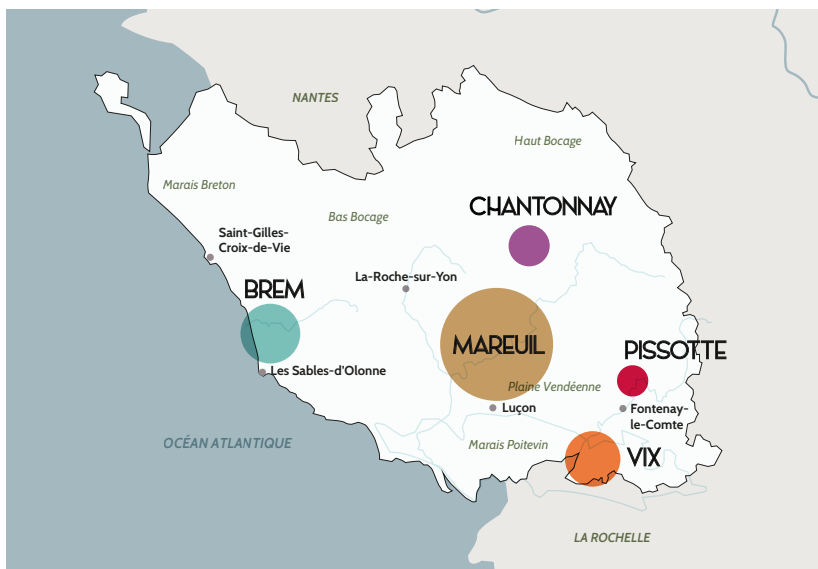 NANTES
Haut Bocage
Marais Breton
CHANTONNAY
Bas Bocage
Saint-Gilles-
Croix-de-Vie
La-Roche-sur-Yon
BREM
MAREUIL
PISSOTTE
Les Sables-d'Olonne
Plaine Vendéenne
Luçon
Fontenay-
le-Comte
OCÉAN ATLANTIQUE
Marais Poitevin
VIX
LA ROCHELLE